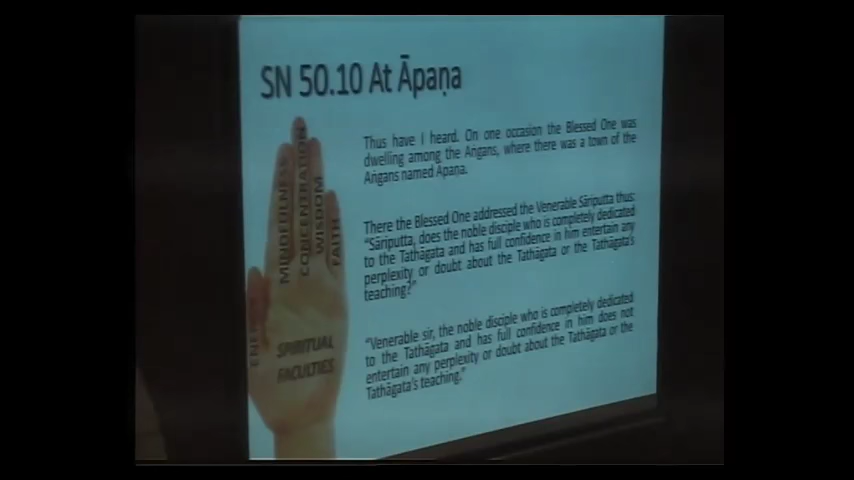 SN 50.10 At Āpaṇa
Thus have I heard. On one occasion the Blessed One was
dwelling among the Aṅgans, where there was a town of the
Aṅgans named Āpaṇa.
There the Blessed One addressed the Venerable Sāriputta thus:
“Sāriputta, does the noble disciple who is completely dedicated
to the Tathāgata and has full confidence in him entertain any
perplexity or doubt about the Tathāgata or the Tathāgata’s
teaching?”
“Venerable sir, the noble disciple who is completely dedicated
to the Tathāgata and has full confidence in him does not
entertain any perplexity or doubt about the Tathāgata or the
Tathāgata’s teaching.”
MINDFULNESS
CONCENTRATION
WISDOM
FAITH
SPIRITUAL
FACULTIES